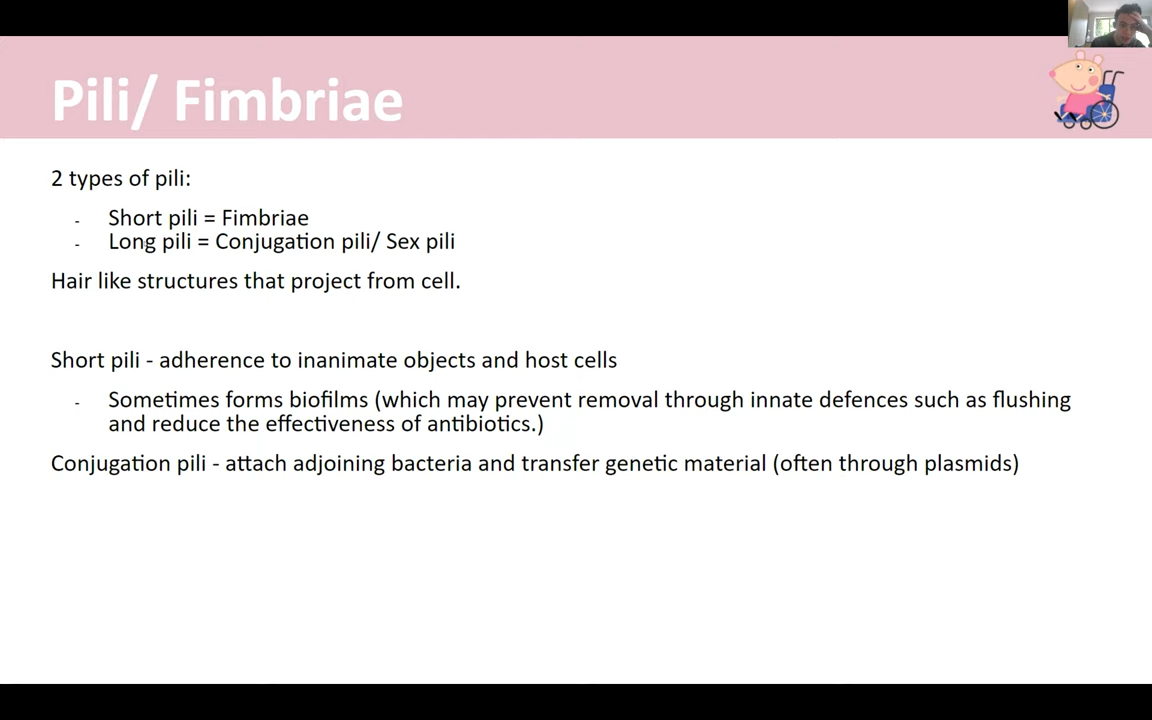 Pili/ Fimbriae
2 types of pili:
- Short pili = Fimbriae
- Long pili = Conjugation pili/ Sex pili
Hair like structures that project from cell.
Short pili - adherence to inanimate objects and host cells
- Sometimes forms biofilms (which may prevent removal through innate defences such as flushing
and reduce the effectiveness of antibiotics.)
Conjugation pili - attach adjoining bacteria and transfer genetic material (often through plasmids)